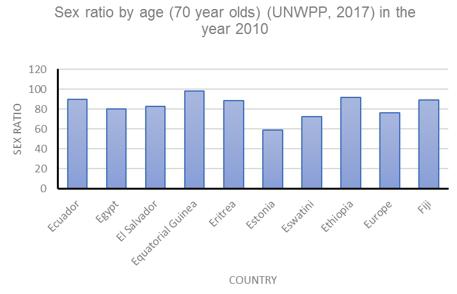 Sex ratio by age (70 year olds) (UNWPP, 2017) in the
year 2010
120
100
80
60
40
20
0
SEX RATIO
Ecuador
Egypt
El Salvador
Equatorial Guinea
Eritrea
Estonia
Eswatini
Ethiopia
Europe
Fiji
COUNTRY